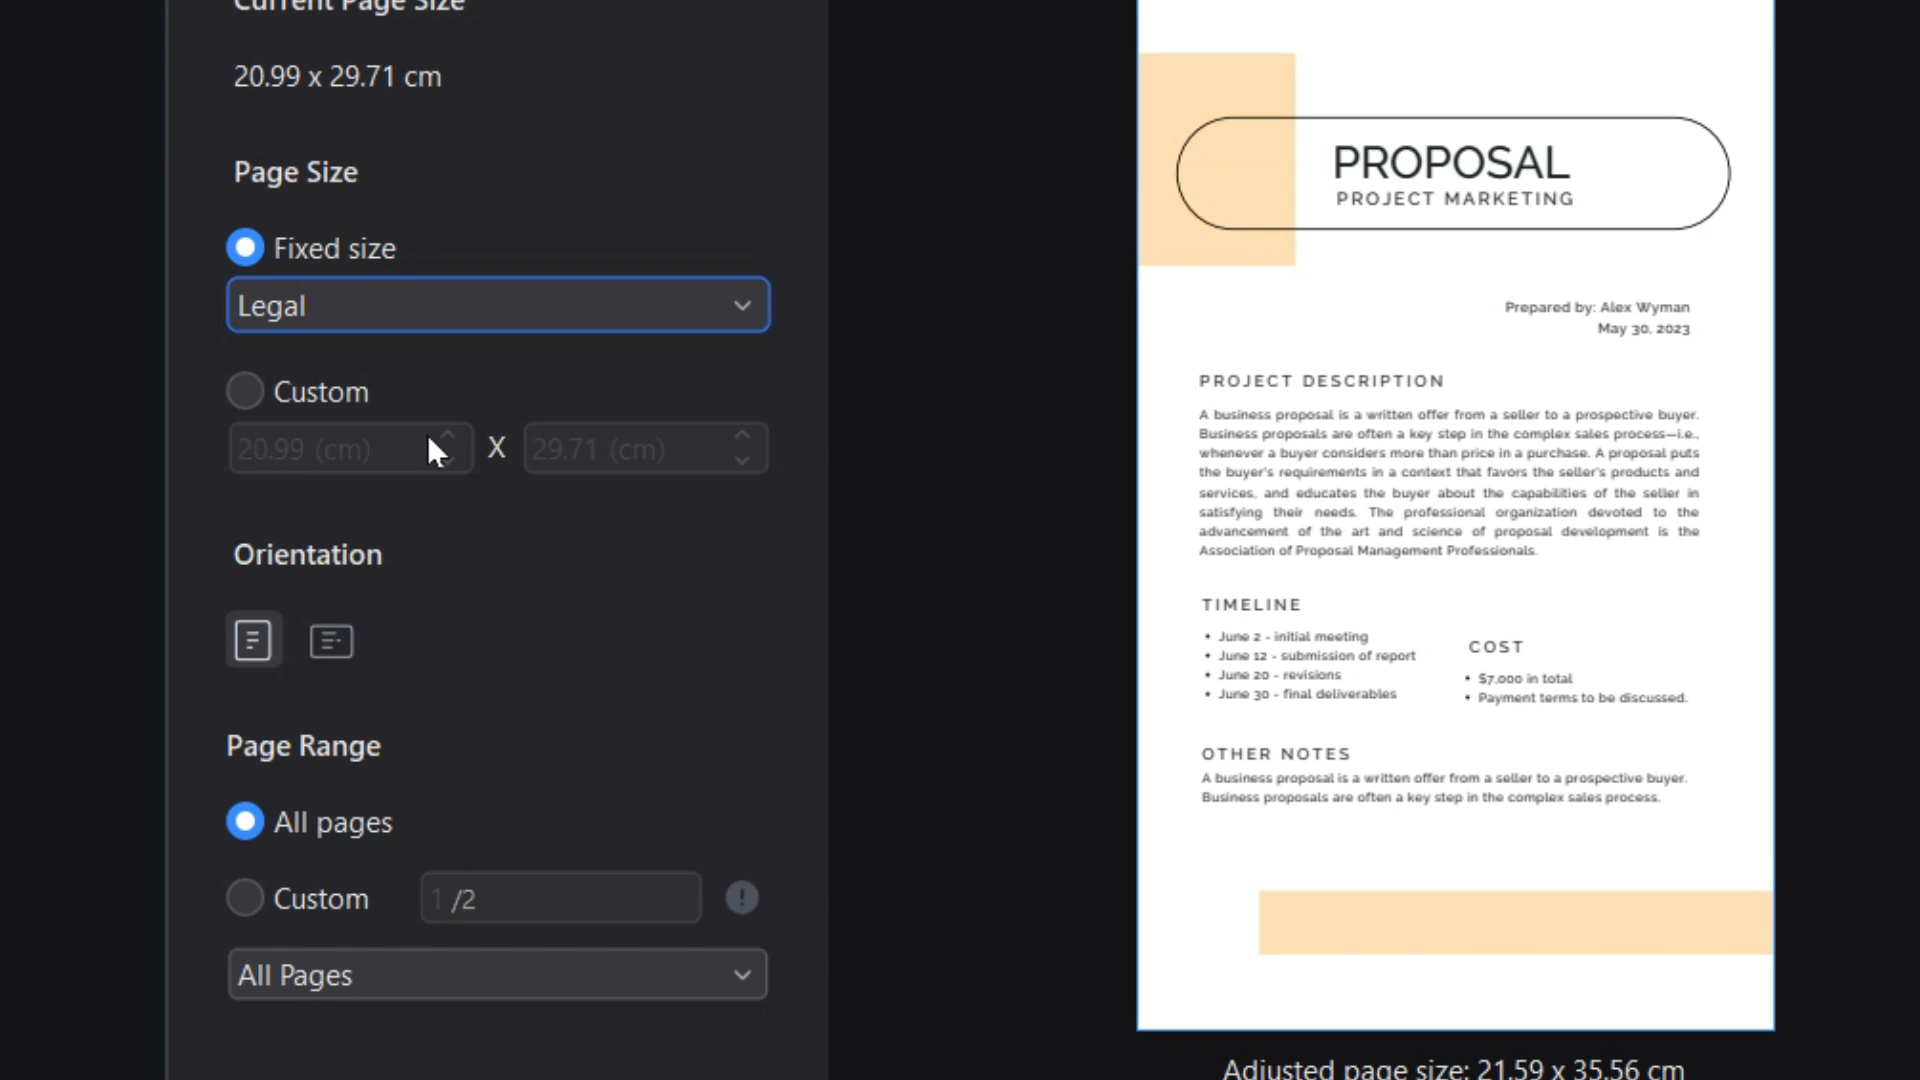 Current Page Size
20.99 x 29.71 cm
Page Size
Fixed size
Legal
Custom
20.99 (cm) X 29.71 (cm)
Orientation
Page Range
All pages
Custom 1 /2
All Pages
PROPOSAL
PROJECT MARKETING
Prepared by: Alex Wyman
May 30, 2023
PROJECT DESCRIPTION
A business proposal is a written offer from a seller to a prospective buyer.
Business proposals are often a key step in the complex sales process—i.e.,
whenever a buyer considers more than price in a purchase. A proposal puts
the buyer's requirements in a context that favors the seller's products and
services, and educates the buyer about the capabilities of the seller in
satisfying their needs. The professional organization devoted to the
advancement of the art and science of proposal development is the
Association of Proposal Management Professionals.
TIMELINE
• June 2 - initial meeting
• June 12 - submission of report
• June 20 - revisions
• June 30 - final deliverables
COST
• $7,000 in total
• Payment terms to be discussed.
OTHER NOTES
A business proposal is a written offer from a seller to a prospective buyer.
Business proposals are often a key step in the complex sales process.
Adjusted page size: 21.59 x 35.56 cm